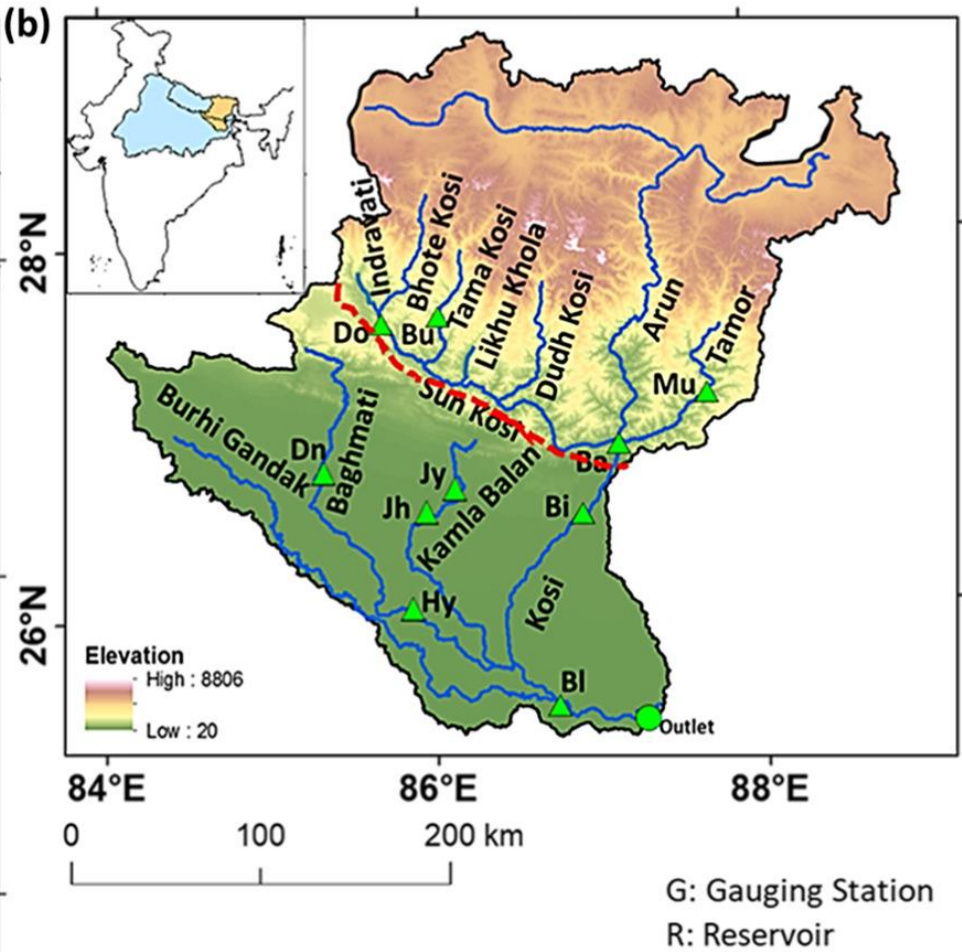 (b)
28°N
26°N
Indravati
Bhote Kosi
Tama Kosi
Likhu Khola
Dudh Kosi
Arun
Tamor
Do
Bu
Mu
Sun Kosi
Ba
Burhi Gandak
Dn
Baghmati
Jy
Jh
Kamla Balan
Bi
Kosi
Hy
Bl
Outlet
Elevation
High : 8806
Low : 20
84°E
86°E
88°E
0 100 200 km
G: Gauging Station
R: Reservoir